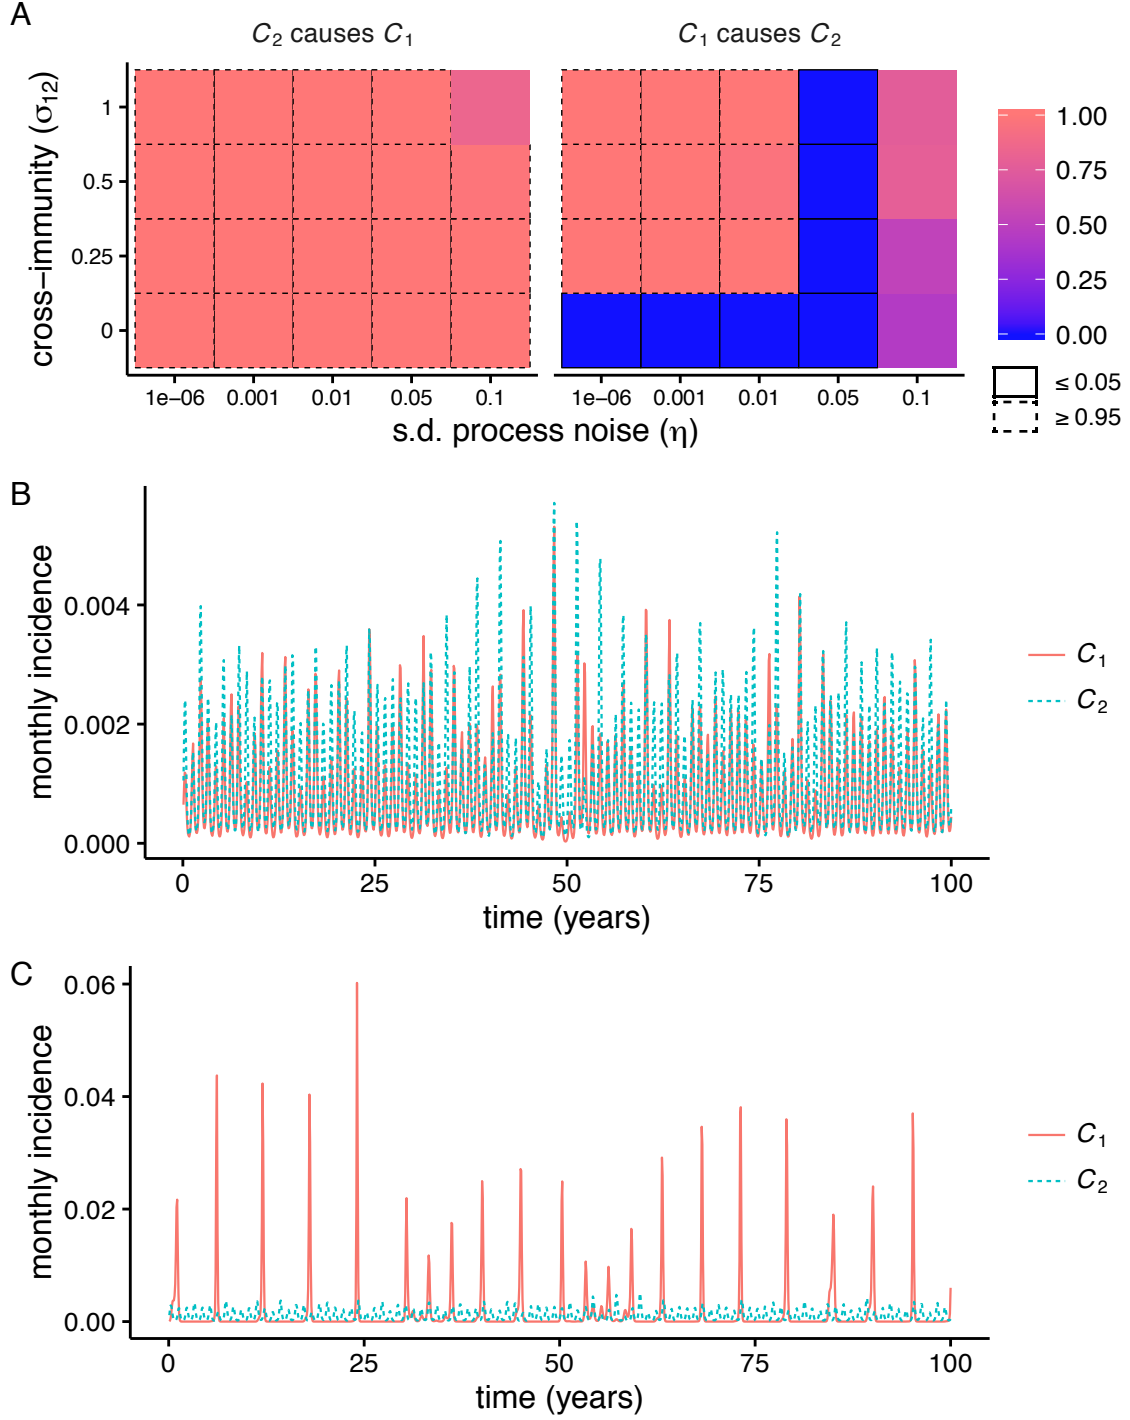 A
C₂ causes C₁
C₁ causes C₂
cross−immunity (σ₁₂)
1
0.5
0.25
0
1e−06 0.001 0.01 0.05 0.1
1e−06 0.001 0.01 0.05 0.1
s.d. process noise (η)
1.00
0.75
0.50
0.25
0.00
≤ 0.05
≥ 0.95
B
monthly incidence
0.004
0.002
0.000
0 25 50 75 100
time (years)
C₁
C₂
C
monthly incidence
0.06
0.04
0.02
0.00
0 25 50 75 100
time (years)
C₁
C₂